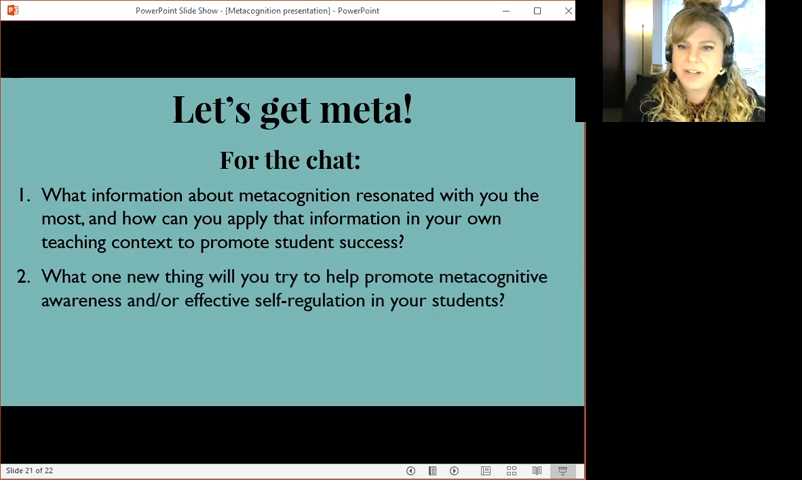 PowerPoint Slide Show - [Metacognition presentation] - PowerPoint
Let's get meta!
For the chat:
1. What information about metacognition resonated with you the
most, and how can you apply that information in your own
teaching context to promote student success?
2. What one new thing will you try to help promote metacognitive
awareness and/or effective self-regulation in your students?
Slide 21 of 22